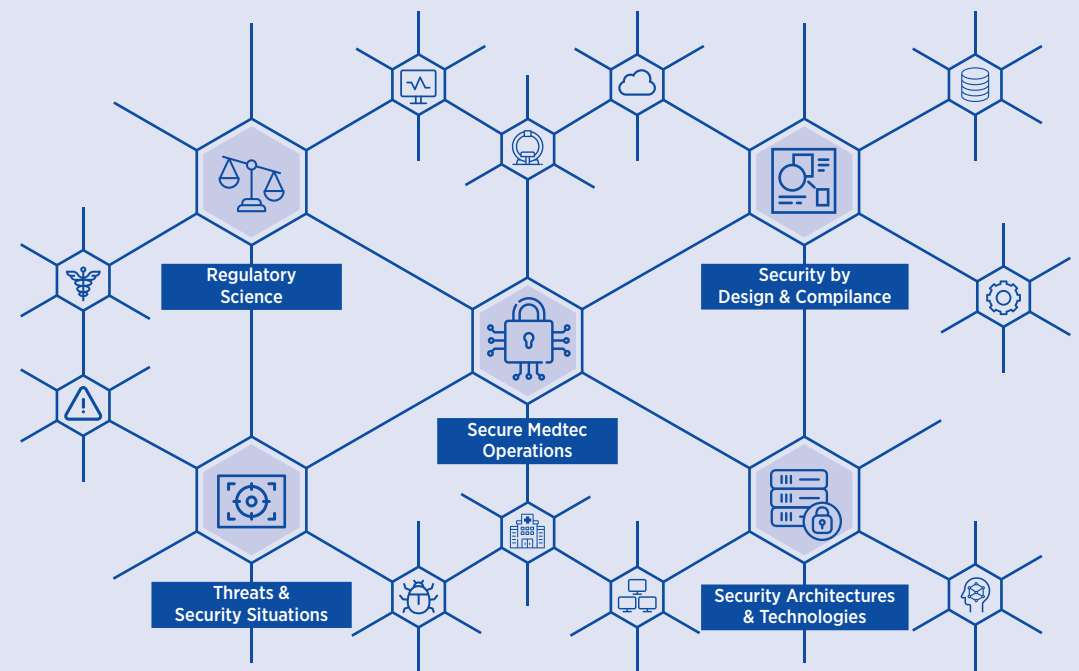 Regulatory
Science
Security by
Design & Compilance
Secure Medtec
Operations
Threats &
Security Situations
Security Architectures
& Technologies